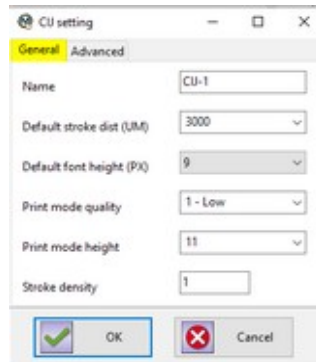 CU setting
General Advanced
Name CU-1
Default stroke dist (UM) 3000
Default font height (PX) 9
Print mode quality 1 - Low
Print mode height 11
Stroke density 1
OK Cancel